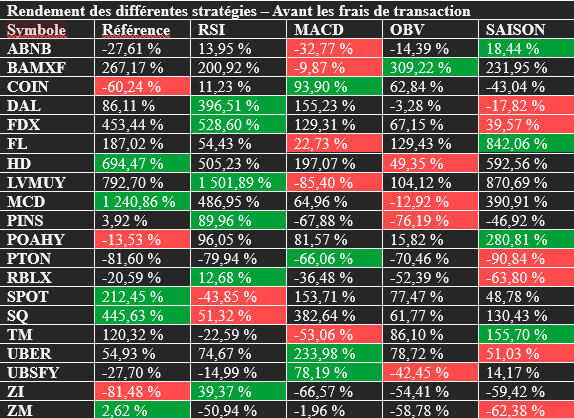 Rendement des différentes stratégies – Avant les frais de transaction
Symbole Référence RSI MACD OBV SAISON
ABNB -27,61 % 13,95 % -32,77 % -14,39 % 18,44 %
BAMXF 267,17 % 200,92 % -9,87 % 309,22 % 231,95 %
COIN -60,24 % 11,23 % 93,90 % 62,84 % -43,04 %
DAL 86,11 % 396,51 % 155,23 % -3,28 % -17,82 %
FDX 453,44 % 528,60 % 129,31 % 67,15 % 39,57 %
FL 187,02 % 54,43 % 22,73 % 129,43 % 842,06 %
HD 694,47 % 505,23 % 197,07 % 49,35 % 592,56 %
LVMUY 792,70 % 1 501,89 % -85,40 % 104,12 % 870,69 %
MCD 1 240,86 % 486,95 % 64,96 % -12,92 % 390,91 %
PINS 3,92 % 89,96 % -67,88 % -76,19 % -46,92 %
POAHY -13,53 % 96,05 % 81,57 % 15,82 % 280,81 %
PTON -81,60 % -79,94 % -66,06 % -70,46 % -90,84 %
RBLX -20,59 % 12,68 % -36,48 % -52,39 % -63,80 %
SPOT 212,45 % -43,85 % 153,71 % 77,47 % 48,78 %
SQ 445,63 % 51,32 % 382,64 % 61,77 % 130,43 %
TM 120,32 % -22,59 % -53,06 % 86,10 % 155,70 %
UBER 54,93 % 74,67 % 233,98 % 78,72 % 51,03 %
UBSFY -27,70 % -14,99 % 78,19 % -42,45 % 14,17 %
ZI -81,48 % 39,37 % -66,57 % -54,41 % -59,42 %
ZM 2,62 % -50,94 % -1,96 % -58,78 % -62,38 %